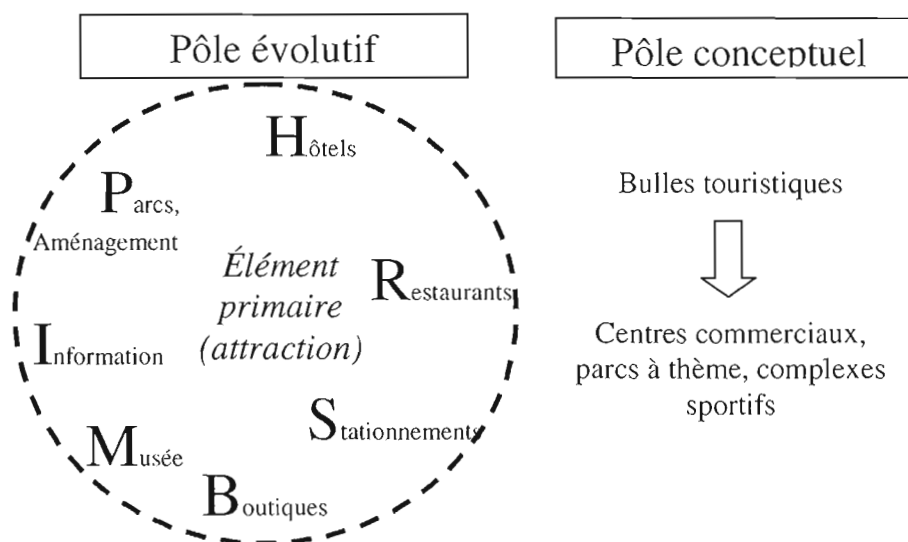 Pôle évolutif
Pôle conceptuel
Hôtels
Parcs,
Aménagement
Élément
primaire
(attraction)
Restaurants
Information
Stationnements
Musée
Boutiques
Bulles touristiques
Centres commerciaux,
parcs à thème, complexes
sportifs